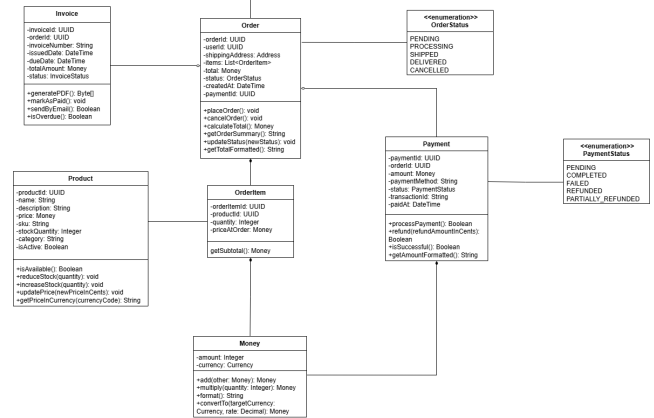 Invoice
-invoiceId: UUID
-orderId: UUID
-invoiceNumber: String
-issuedDate: DateTime
-dueDate: DateTime
-totalAmount: Money
-status: InvoiceStatus
+generatePDF(): Byte[]
+markAsPaid(): void
+sendByEmail(): Boolean
+isOverdue(): Boolean
Order
-orderId: UUID
-userId: UUID
-shippingAddress: Address
-items: List<OrderItem>
-total: Money
-status: OrderStatus
-createdAt: DateTime
-paymentId: UUID
+placeOrder(): void
+cancelOrder(): void
+calculateTotal(): Money
+getOrderSummary(): String
+updateStatus(newStatus): void
+getTotalFormatted(): String
<<enumeration>>
OrderStatus
PENDING
PROCESSING
SHIPPED
DELIVERED
CANCELLED
Payment
-paymentId: UUID
-orderId: UUID
-amount: Money
-paymentMethod: String
-status: PaymentStatus
-transactionId: String
-paidAt: DateTime
+processPayment(): Boolean
+refund(refundAmountInCents):
Boolean
+isSuccessful(): Boolean
+getAmountFormatted(): String
<<enumeration>>
PaymentStatus
PENDING
COMPLETED
FAILED
REFUNDED
PARTIALLY_REFUNDED
Product
-productId: UUID
-name: String
-description: String
-price: Money
-sku: String
-stockQuantity: Integer
-category: String
-isActive: Boolean
+isAvailable(): Boolean
+reduceStock(quantity): void
+increaseStock(quantity): void
+updatePrice(newPriceInCents): void
+getPriceInCurrency(currencyCode): String
OrderItem
-orderItemId: UUID
-productId: UUID
-quantity: Integer
-priceAtOrder: Money
getSubtotal(): Money
Money
-amount: Integer
-currency: Currency
+add(other: Money): Money
+multiply(quantity: Integer): Money
+format(): String
+convertTo(targetCurrency:
Currency, rate: Decimal): Money